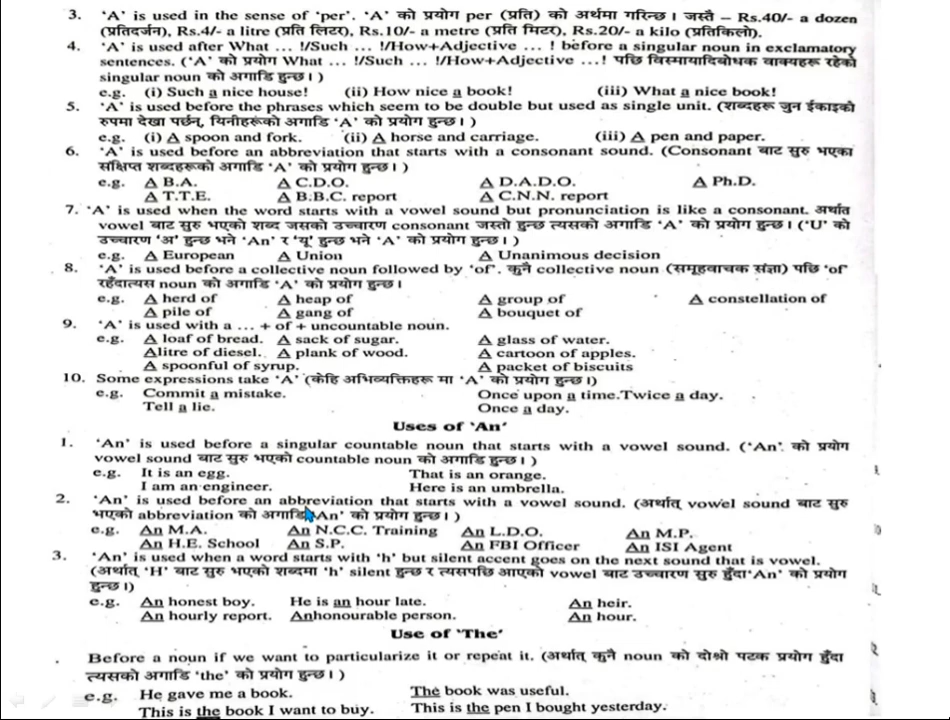 3. 'A' is used in the sense of 'per'. 'A' को प्रयोग per (प्रति) को अर्थमा गरिन्छ । जस्तै – Rs.40/- a dozen
(प्रतिदर्जन), Rs.4/- a litre (प्रति लिटर), Rs.10/- a metre (प्रति मिटर), Rs.20/- a kilo (प्रतिकिलो).
4. 'A' is used after What ... !/Such ... !/How+Adjective ... ! before a singular noun in exclamatory
sentences. ('A' को प्रयोग What ... !/Such ... !/How+Adjective ...! पछि विस्मायादिबोधक वाक्यहरू रहेको
singular noun को अगाडि हुन्छ । )
e.g. (i) Such a nice house! (ii) How nice a book! (iii) What a nice book!
5. 'A' is used before the phrases which seem to be double but used as single unit. (शब्दहरू जुन ईकाइको
रुपमा देखा पर्छन्, यिनीहरूको अगाडि 'A' को प्रयोग हुन्छ । )
e.g. (i) A spoon and fork. (ii) A horse and carriage. (iii) A pen and paper.
6. 'A' is used before an abbreviation that starts with a consonant sound. (Consonant बाट सुरु भएका
संक्षिप्त शब्दहरूको अगाडि 'A' को प्रयोग हुन्छ । )
e.g. A B.A. A C.D.O. A D.A.D.O. A Ph.D.
A T.T.E. A B.B.C. report A C.N.N. report
7. 'A' is used when the word starts with a vowel sound but pronunciation is like a consonant. अर्थात
vowel बाट सुरु भएको शब्द जसको उच्चारण consonant जस्तो हुन्छ त्यसको अगाडि 'A' को प्रयोग हुन्छ । ('U' को
उच्चारण 'अ' हुन्छ भने 'An' र 'यू' हुन्छ भने 'A' को प्रयोग हुन्छ । )
e.g. A European A Union A Unanimous decision
8. 'A' is used before a collective noun followed by 'of'. कुनै collective noun (समूहवाचक संज्ञा) पछि 'of'
रहँदात्यस noun को अगाडि 'A' को प्रयोग हुन्छ ।
e.g. A herd of A heap of A group of A constellation of
A pile of A gang of A bouquet of
9. 'A' is used with a ... + of + uncountable noun.
e.g. A loaf of bread. A sack of sugar. A glass of water.
A litre of diesel. A plank of wood. A cartoon of apples.
A spoonful of syrup. A packet of biscuits
10. Some expressions take 'A' (केहि अभिव्यक्तिहरू मा 'A' को प्रयोग हुन्छ ।)
e.g. Commit a mistake. Once upon a time.Twice a day.
Tell a lie. Once a day.
Uses of 'An'
1. 'An' is used before a singular countable noun that starts with a vowel sound. ('An' को प्रयोग
vowel sound बाट सुरु भएको countable noun को अगाडि हुन्छ । )
e.g. It is an egg. That is an orange.
I am an engineer. Here is an umbrella.
2. 'An' is used before an abbreviation that starts with a vowel sound. (अर्थात् vowel sound बाट सुरु
भएको abbreviation को अगाडि 'An' को प्रयोग हुन्छ । )
e.g. An M.A. An N.C.C. Training An L.D.O. An M.P.
An H.E. School An S.P. An FBI Officer An ISI Agent
3. 'An' is used when a word starts with 'h' but silent accent goes on the next sound that is vowel.
(अर्थात् 'H' बाट सुरु भएको शब्दमा 'h' silent हुन्छ र त्यसपछि आएको vowel बाट उच्चारण सुरु हुँदा'An' को प्रयोग
हुन्छ ।)
e.g. An honest boy. He is an hour late. An heir.
An hourly report. Anhonourable person. An hour.
Use of 'The'
Before a noun if we want to particularize it or repeat it. (अर्थात् कुनै noun को दोश्रो पटक प्रयोग हुँदा
त्यसको अगाडि 'the' को प्रयोग हुन्छ । )
e.g. He gave me a book. The book was useful.
This is the book I want to buy. This is the pen I bought yesterday.